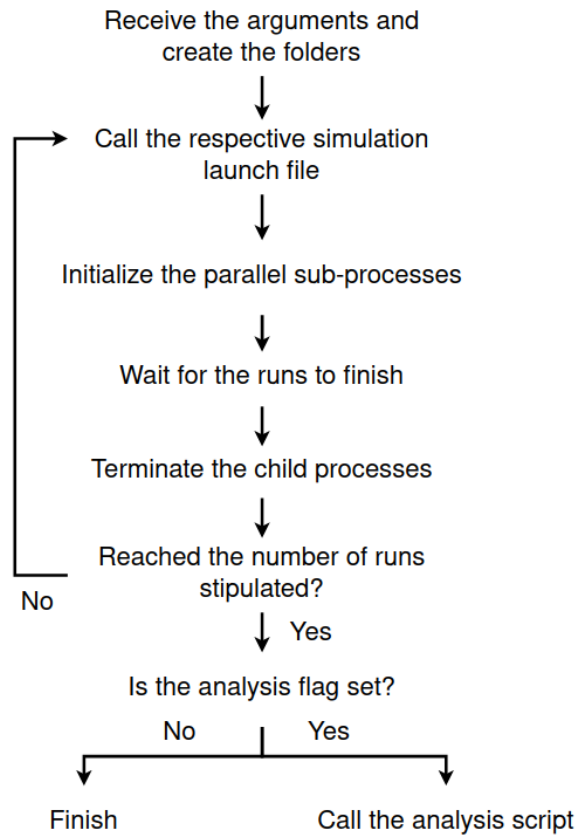 Receive the arguments and
create the folders
Call the respective simulation
launch file
Initialize the parallel sub-processes
Wait for the runs to finish
Terminate the child processes
Reached the number of runs
stipulated?
No
Yes
Is the analysis flag set?
No
Yes
Finish
Call the analysis script